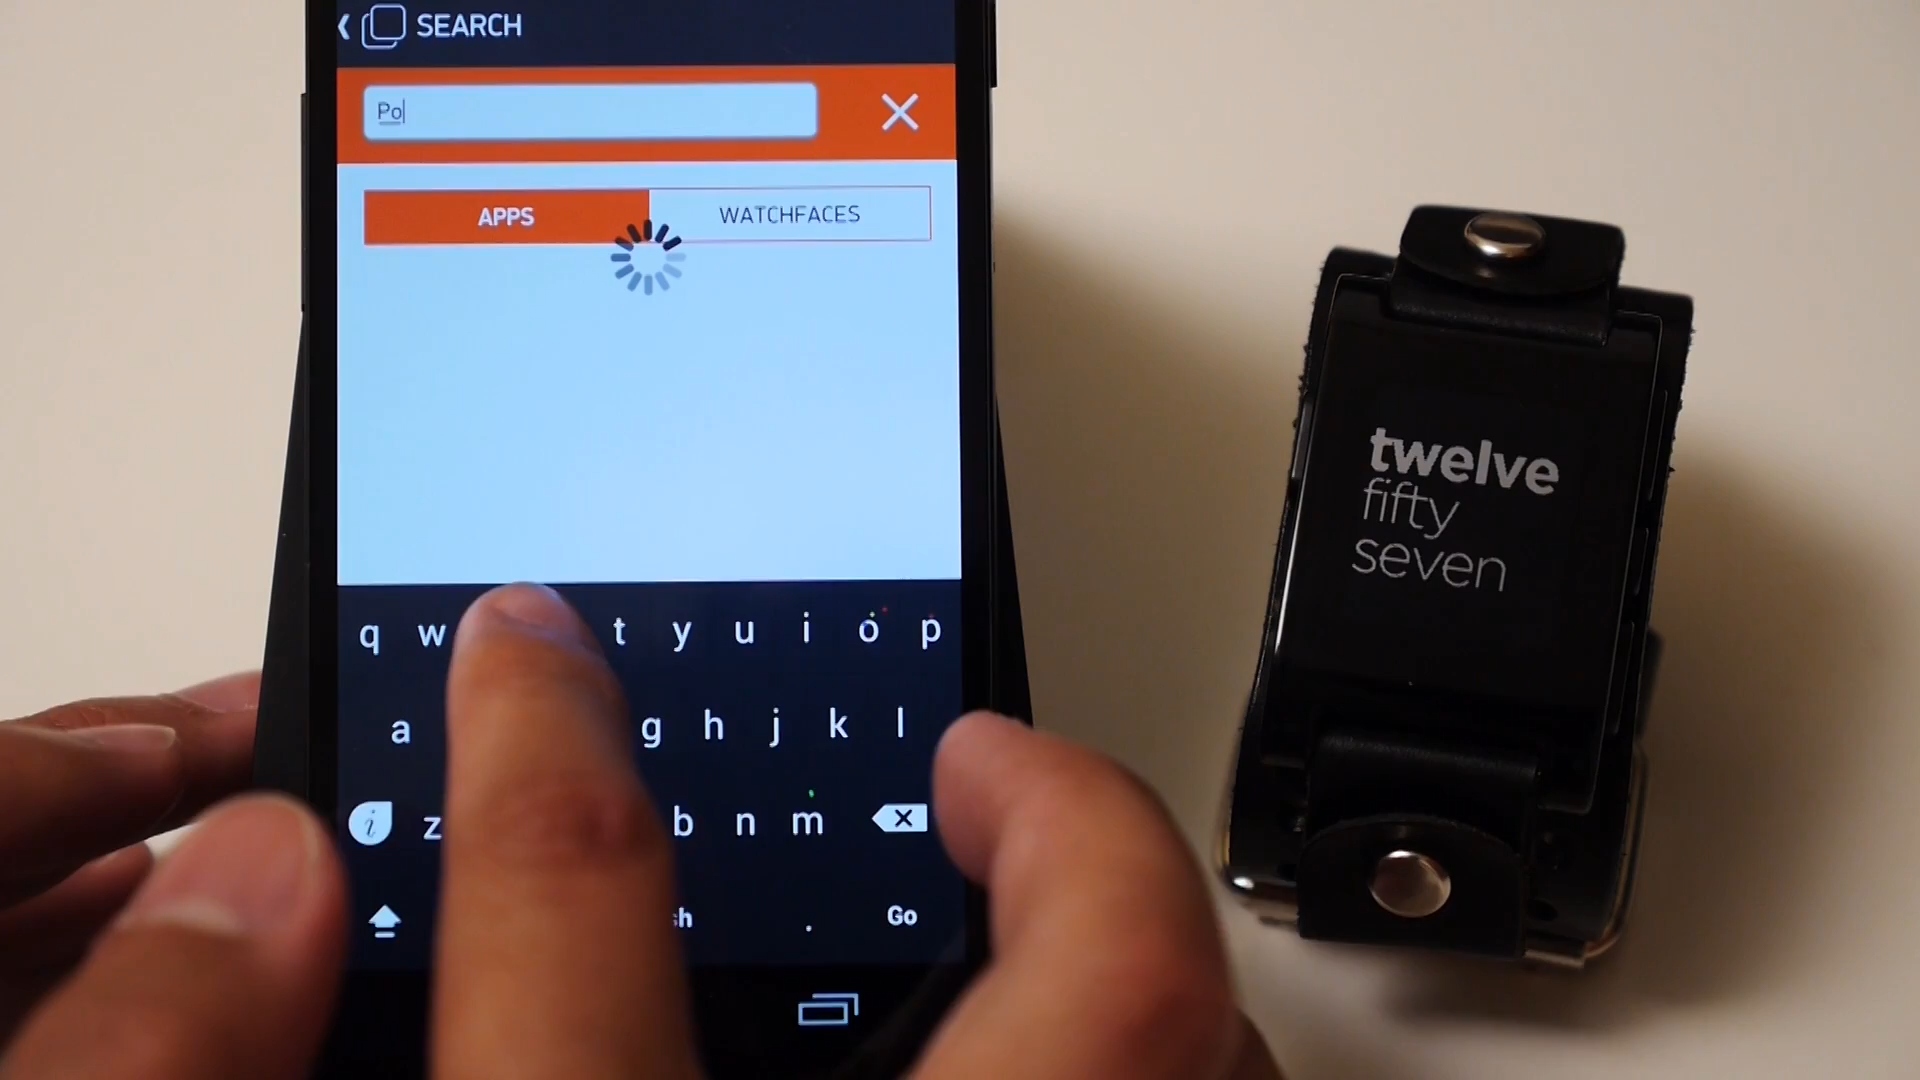 SEARCH
Po
APPS WATCHFACES
q w t y u i o p
a g h j k l
i z b n m
. Go
twelve
fifty
seven